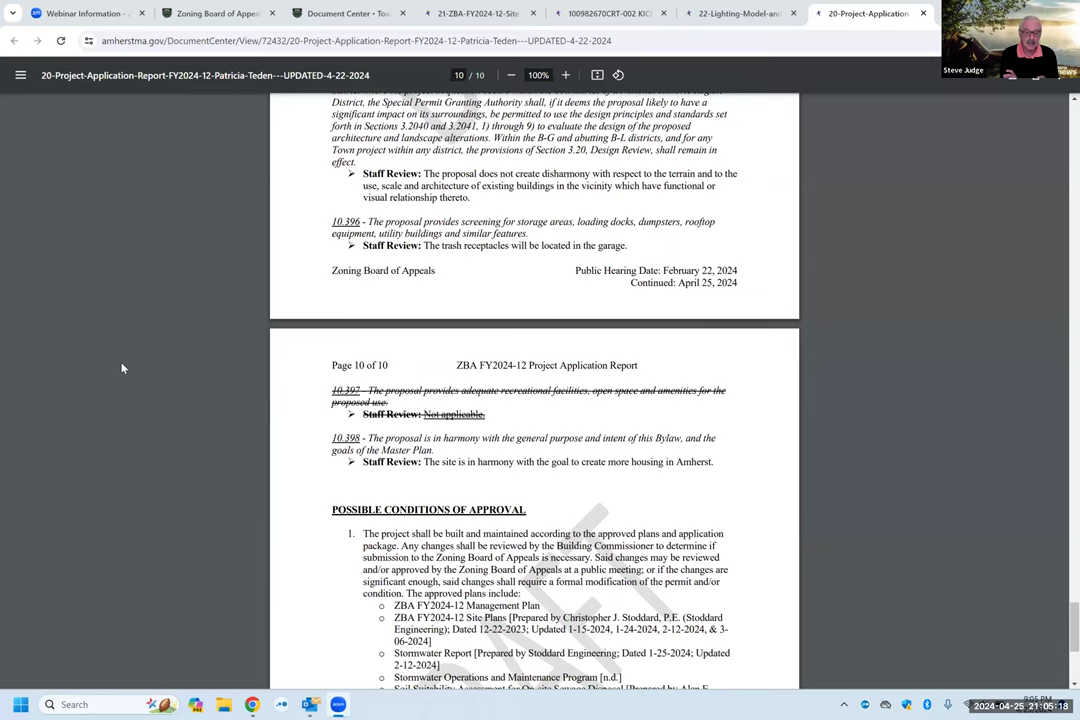 Webinar Information -
Zoning Board of Appeal
Document Center • Tow
21-ZBA-FY2024-12-Site
100982670CRT-002 KIC
22-Lighting-Model-and
20-Project-Application
amherstma.gov/DocumentCenter/View/72432/20-Project-Application-Report-FY2024-12-Patricia-Teden---UPDATED-4-22-2024
Steve Judge
news
20-Project-Application-Report-FY2024-12-Patricia-Teden---UPDATED-4-22-2024
10 / 10
100%
District, the Special Permit Granting Authority shall, if it deems the proposal likely to have a
significant impact on its surroundings, be permitted to use the design principles and standards set
forth in Sections 3.2040 and 3.2041, 1) through 9) to evaluate the design of the proposed
architecture and landscape alterations. Within the B-G and abutting B-L districts, and for any
Town project within any district, the provisions of Section 3.20, Design Review, shall remain in
effect.
➢ Staff Review: The proposal does not create disharmony with respect to the terrain and to the
use, scale and architecture of existing buildings in the vicinity which have functional or
visual relationship thereto.
10.396 - The proposal provides screening for storage areas, loading docks, dumpsters, rooftop
equipment, utility buildings and similar features.
➢ Staff Review: The trash receptacles will be located in the garage.
Zoning Board of Appeals
Public Hearing Date: February 22, 2024
Continued: April 25, 2024
Page 10 of 10
ZBA FY2024-12 Project Application Report
10.397 - The proposal provides adequate recreational facilities, open space and amenities for the
proposed use.
➢ Staff Review: Not applicable.
10.398 - The proposal is in harmony with the general purpose and intent of this Bylaw, and the
goals of the Master Plan.
➢ Staff Review: The site is in harmony with the goal to create more housing in Amherst.
POSSIBLE CONDITIONS OF APPROVAL
1. The project shall be built and maintained according to the approved plans and application
package. Any changes shall be reviewed by the Building Commissioner to determine if
submission to the Zoning Board of Appeals is necessary. Said changes may be reviewed
and/or approved by the Zoning Board of Appeals at a public meeting; or if the changes are
significant enough, said changes shall require a formal modification of the permit and/or
condition. The approved plans include:
o ZBA FY2024-12 Management Plan
o ZBA FY2024-12 Site Plans [Prepared by Christopher J. Stoddard, P.E. (Stoddard
Engineering); Dated 12-22-2023; Updated 1-15-2024, 1-24-2024, 2-12-2024, & 3-
06-2024]
o Stormwater Report [Prepared by Stoddard Engineering; Dated 1-25-2024; Updated
2-12-2024]
o Stormwater Operations and Maintenance Program [n.d.]
DRAFT
Search
9:05 PM
2024-04-25 21:05:18